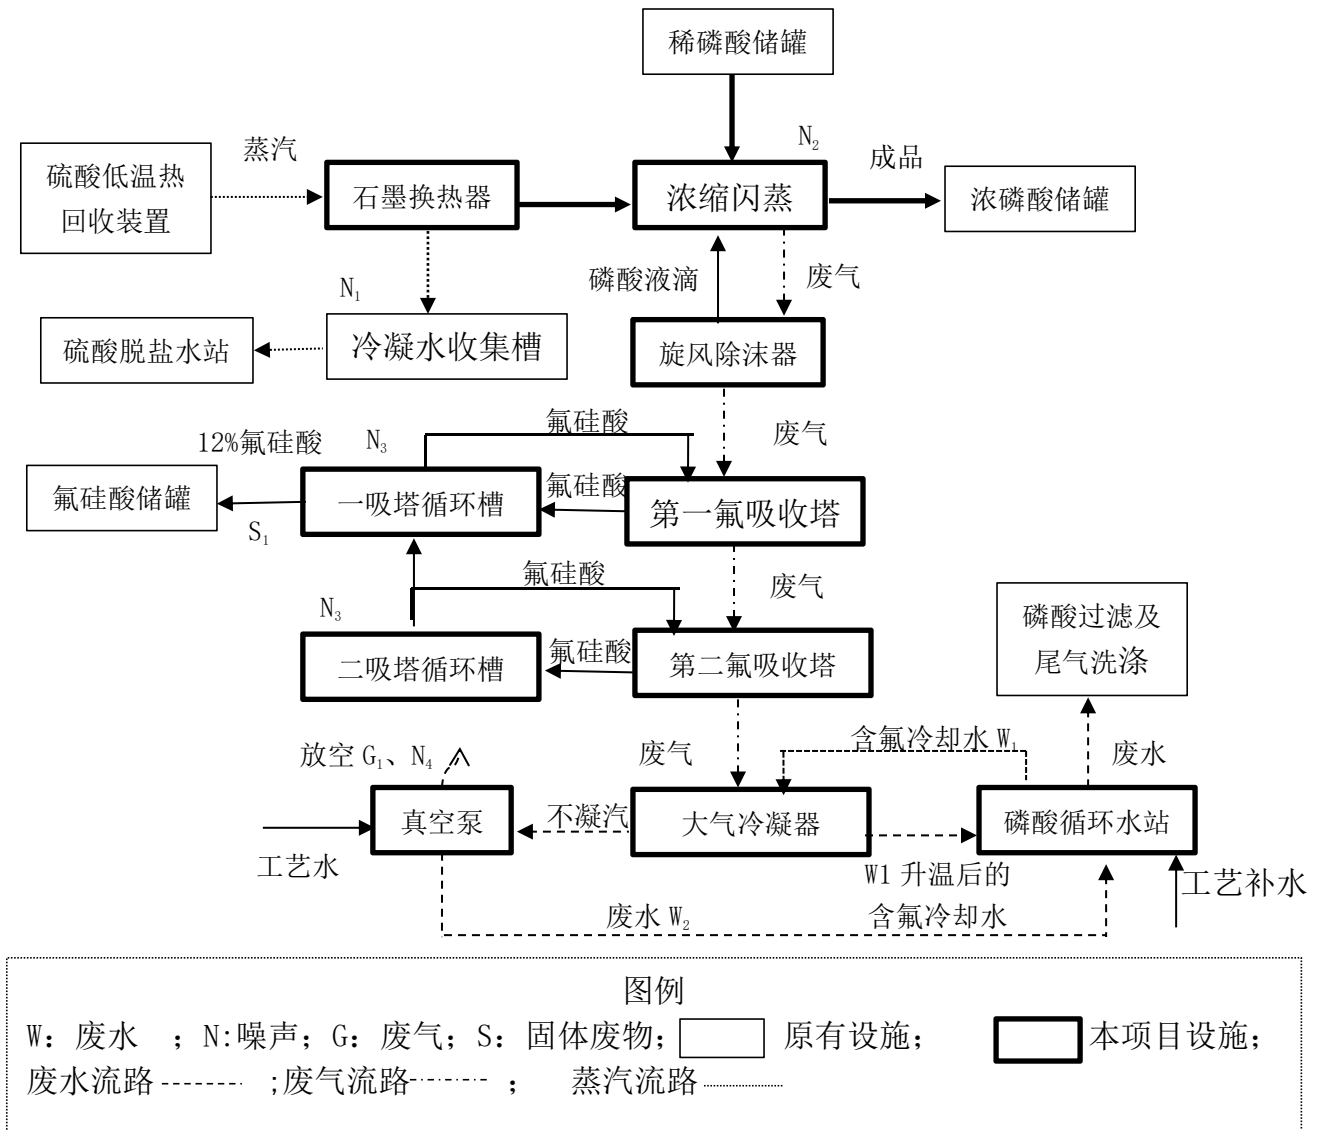 稀磷酸储罐
蒸汽
N₂
成品
硫酸低温热
回收装置
石墨换热器
浓缩闪蒸
浓磷酸储罐
N₁
磷酸液滴
废气
硫酸脱盐水站
冷凝水收集槽
旋风除沫器
12%氟硅酸
N₃
氟硅酸
废气
氟硅酸储罐
一吸塔循环槽
氟硅酸
第一氟吸收塔
S₁
氟硅酸
废气
N₃
二吸塔循环槽
氟硅酸
第二氟吸收塔
磷酸过滤及
尾气洗涤
放空 G₁、N₄
废气
含氟冷却水 W₁
废水
真空泵
不凝汽
大气冷凝器
磷酸循环水站
工艺水
W1 升温后的
含氟冷却水
工艺补水
废水 W₂
图例
W：废水 ；N:噪声；G：废气；S：固体废物； 原有设施； 本项目设施；
废水流路 ;废气流路 ； 蒸汽流路